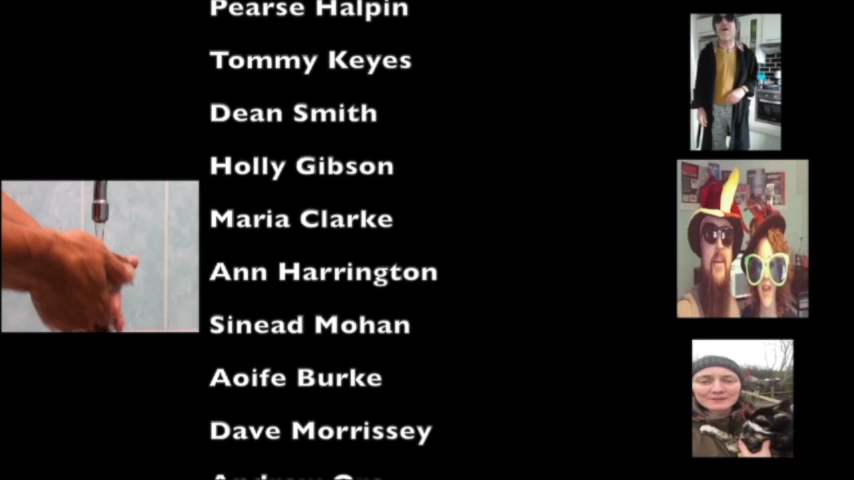 Pearse Halpin
Tommy Keyes
Dean Smith
Holly Gibson
Maria Clarke
Ann Harrington
Sinead Mohan
Aoife Burke
Dave Morrissey